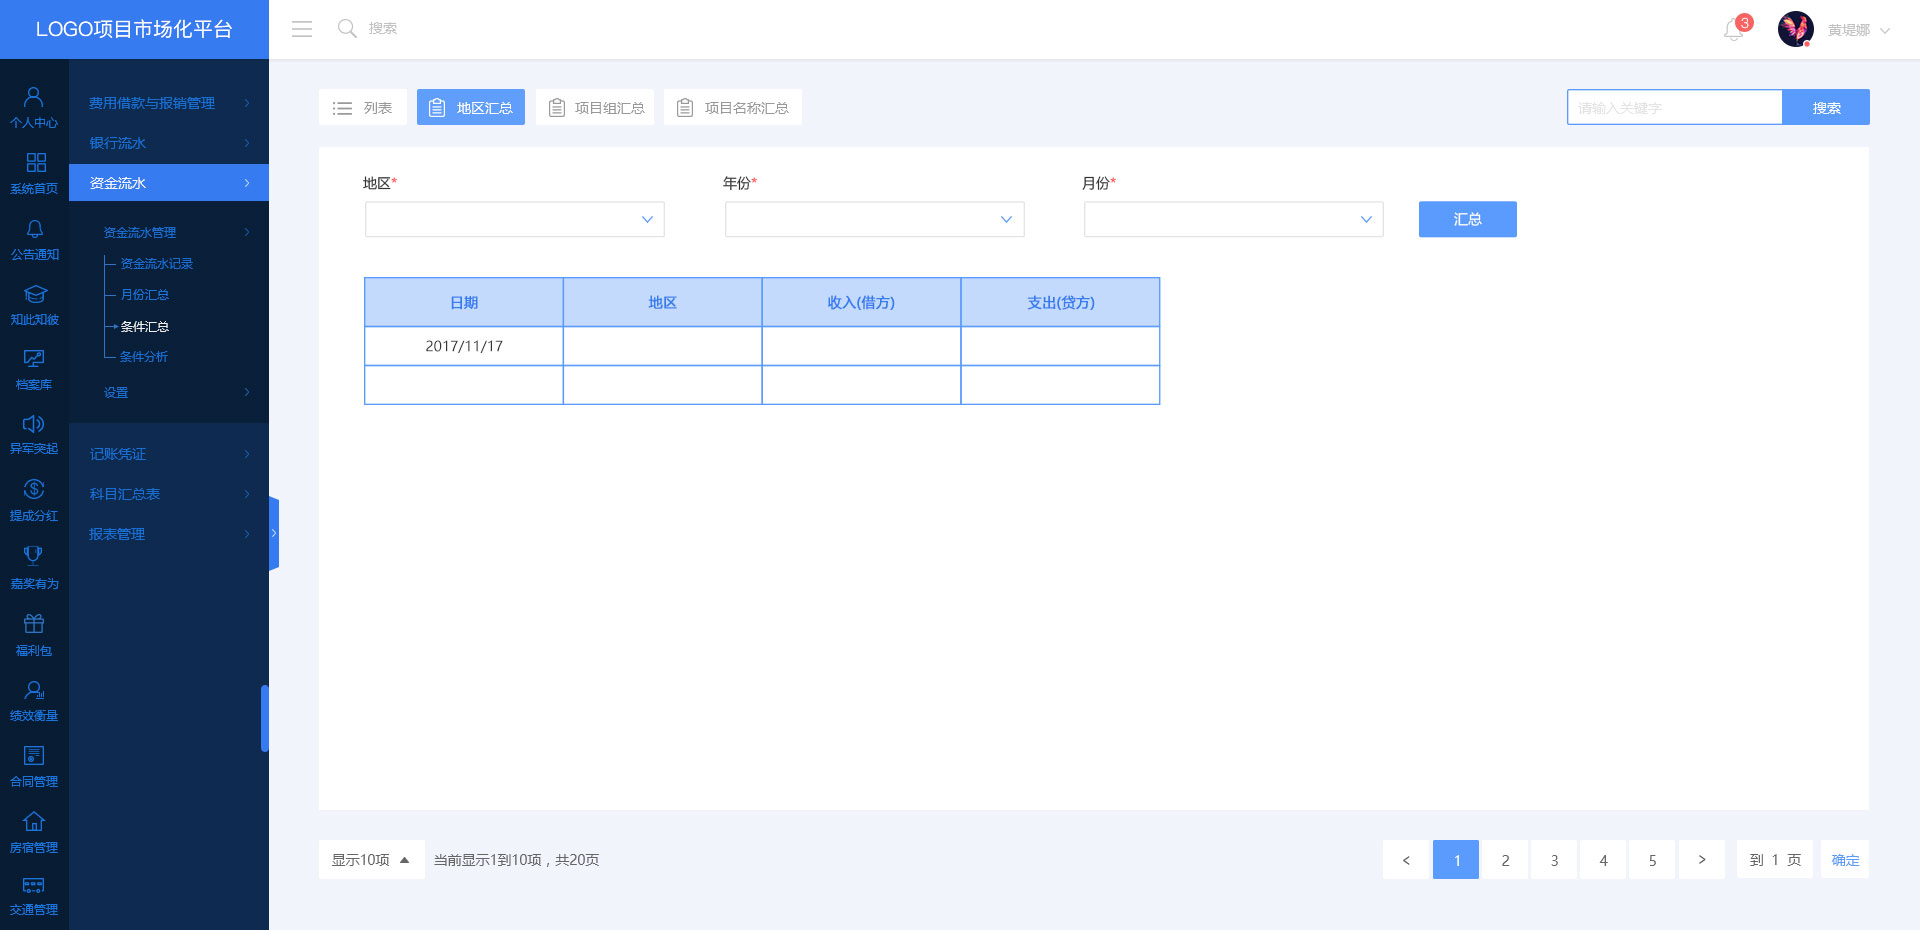 LOGO项目市场化平台
搜索
3
黄堤娜
个人中心
系统首页
公告通知
知此知彼
档案库
异军突起
提成分红
嘉奖有为
福利包
绩效衡量
合同管理
房宿管理
交通管理
费用借款与报销管理
银行流水
资金流水
资金流水管理
资金流水记录
月份汇总
条件汇总
条件分析
设置
记账凭证
科目汇总表
报表管理
列表 地区汇总 项目组汇总 项目名称汇总
请输入关键字 搜索
地区* 年份* 月份*
汇总
日期 地区 收入(借方) 支出(贷方)
2017/11/17
显示10项 当前显示1到10项，共20页
< 1 2 3 4 5 > 到 1 页 确定